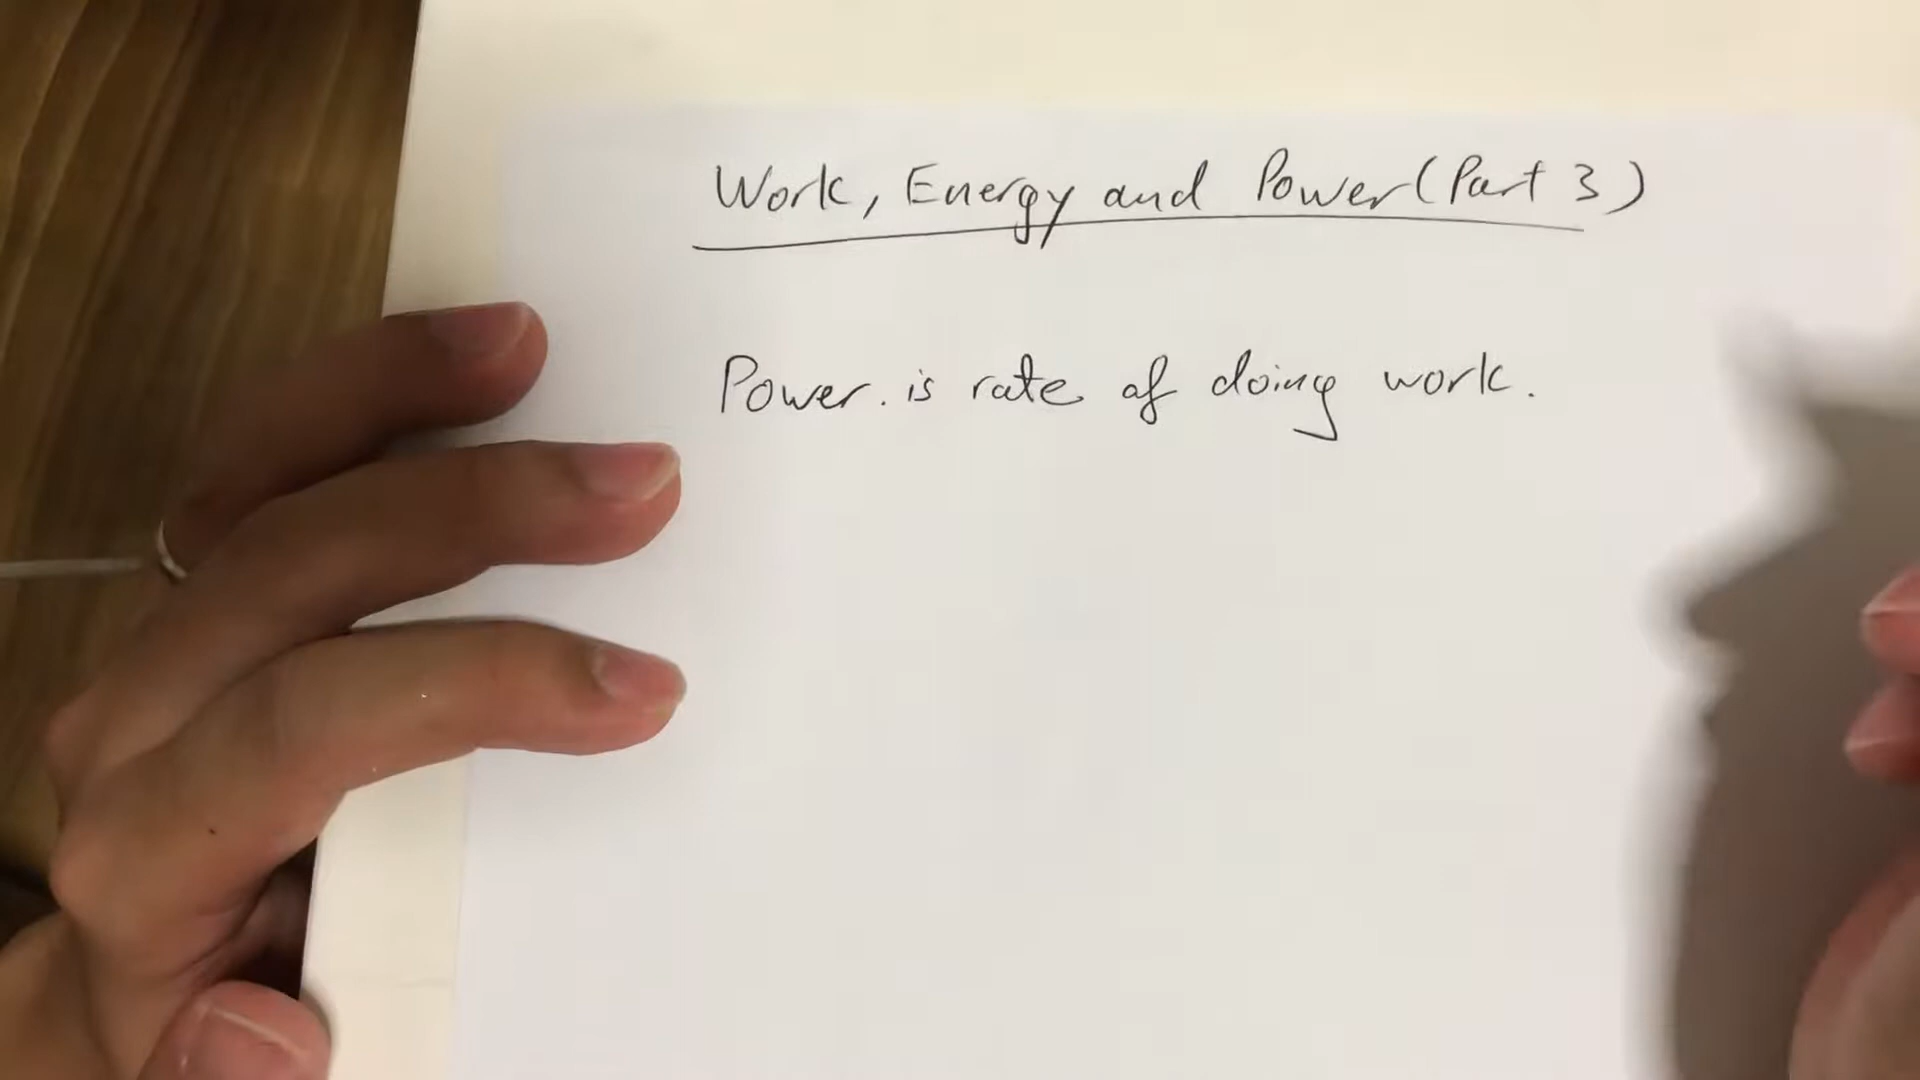 Work, Energy and Power (Part 3)
Power. is rate of doing work.